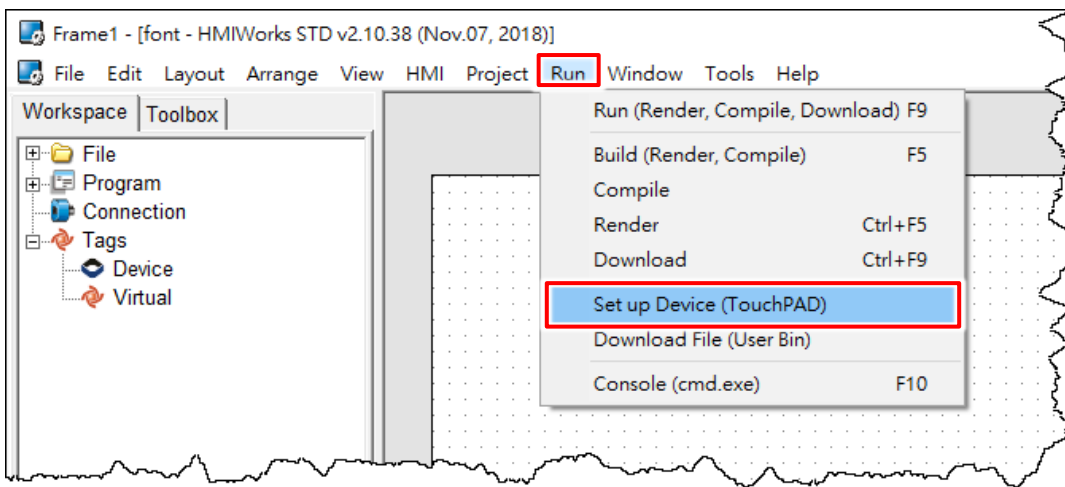 Frame1 - [font - HMIWorks STD v2.10.38 (Nov.07, 2018)]
File Edit Layout Arrange View HMI Project Run Window Tools Help
Workspace Toolbox
File
Program
Connection
Tags
Device
Virtual
Run (Render, Compile, Download) F9
Build (Render, Compile) F5
Compile
Render Ctrl+F5
Download Ctrl+F9
Set up Device (TouchPAD)
Download File (User Bin)
Console (cmd.exe) F10